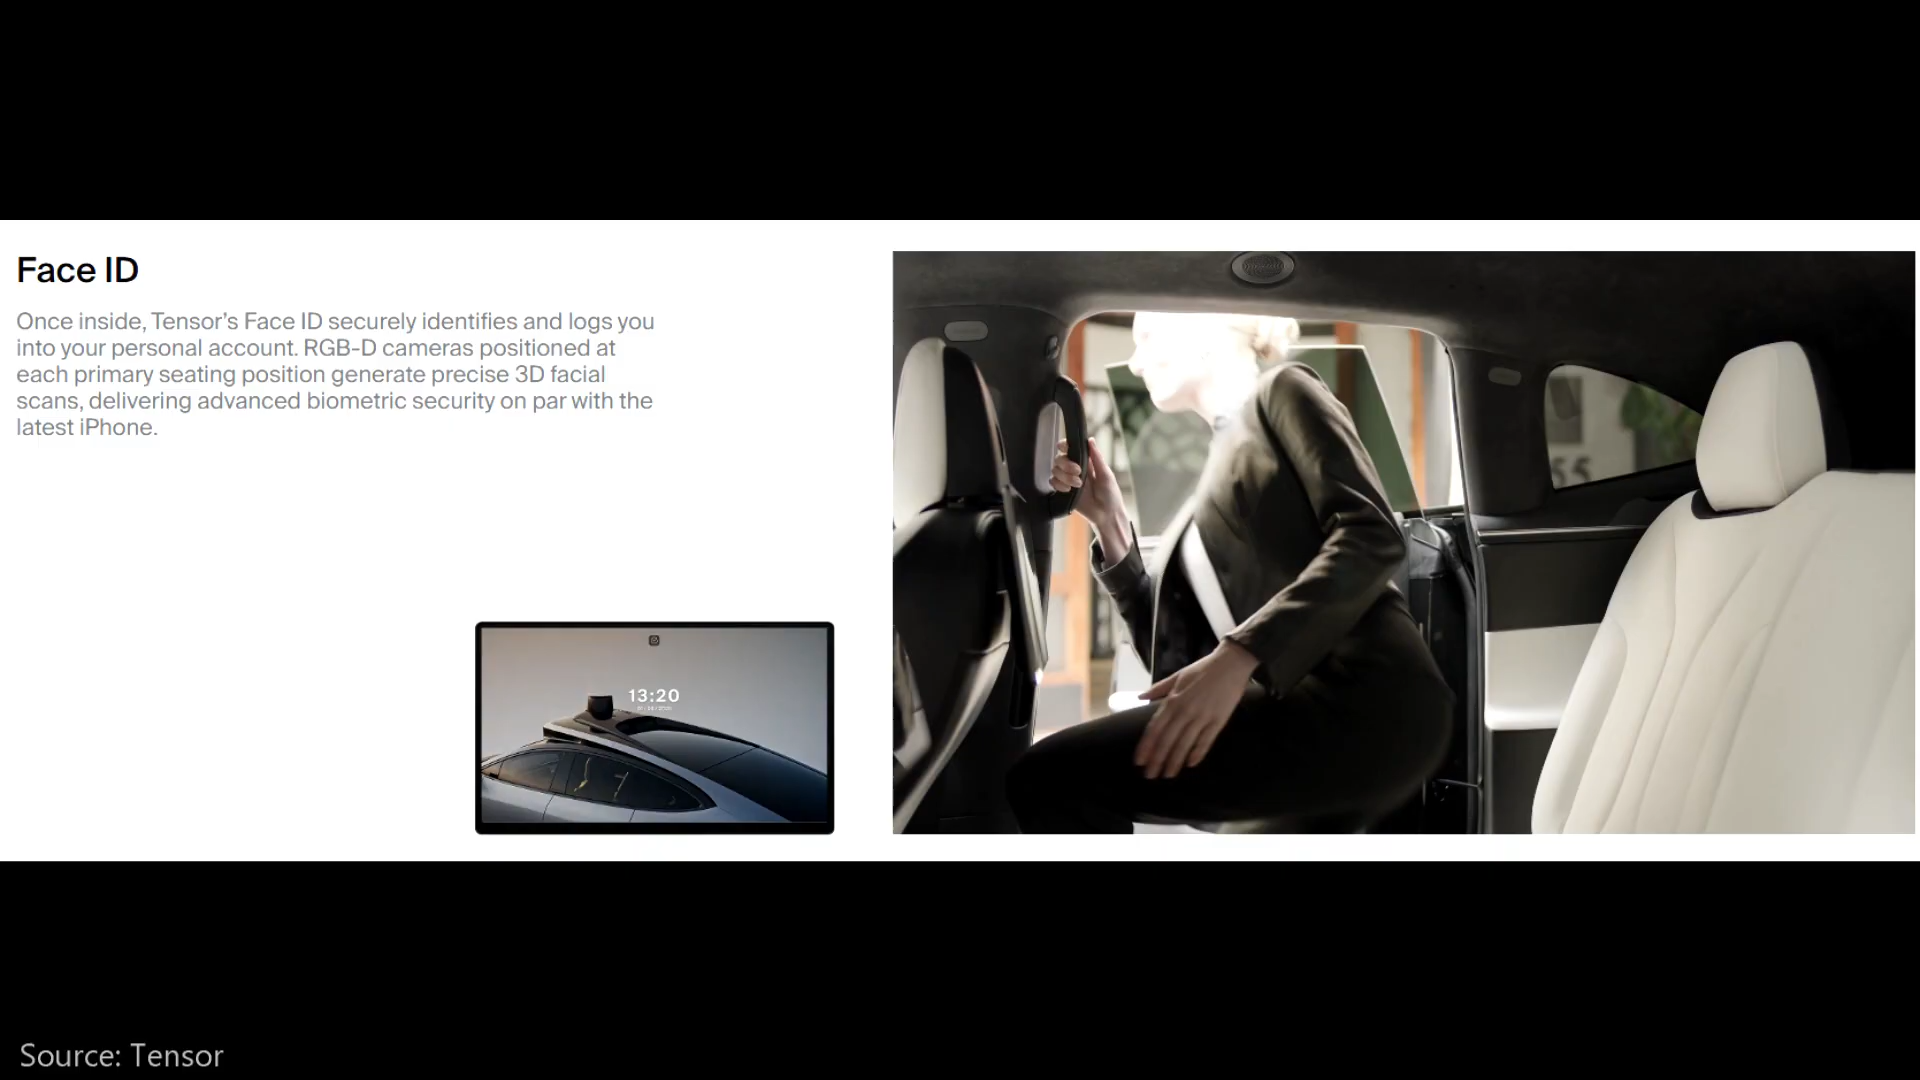 Face ID
Once inside, Tensor’s Face ID securely identifies and logs you
into your personal account. RGB-D cameras positioned at
each primary seating position generate precise 3D facial
scans, delivering advanced biometric security on par with the
latest iPhone.
55
13:20
Source: Tensor